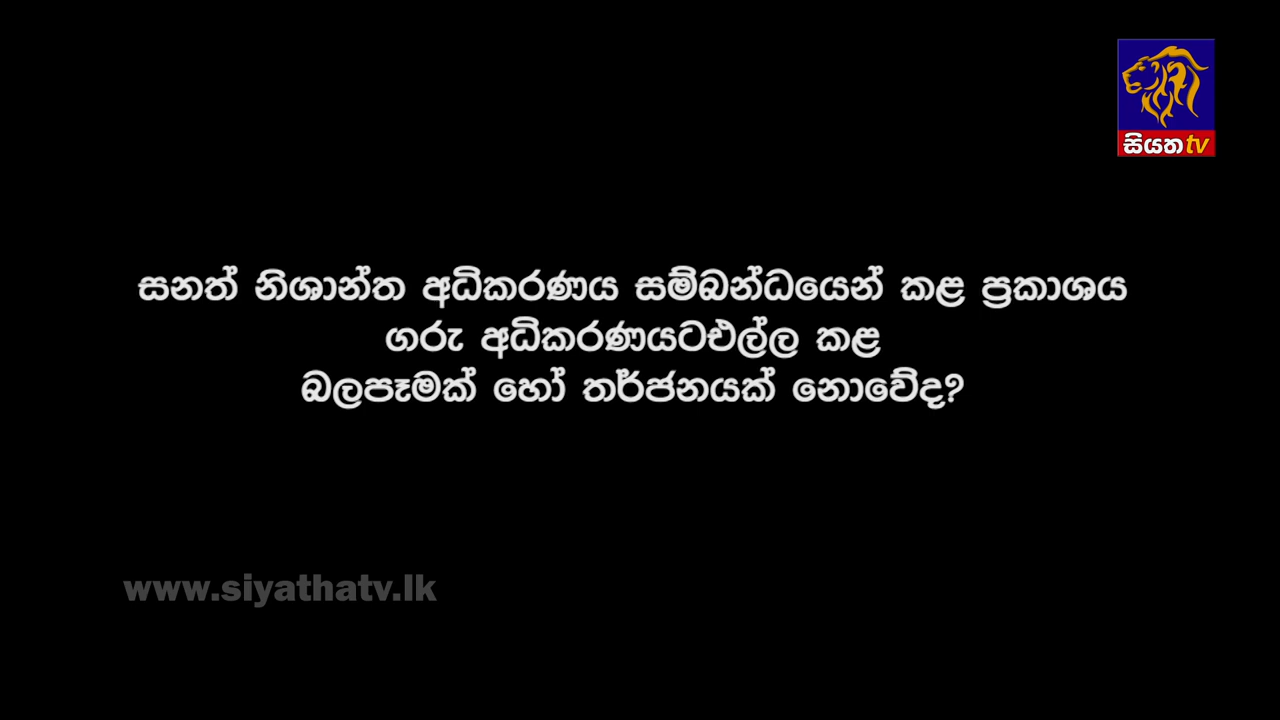 සියත tv
සනත් නිශාන්ත අධිකරණය සම්බන්ධයෙන් කළ ප්‍රකාශය
ගරු අධිකරණයටඑල්ල කළ
බලපෑමක් හෝ තර්ජනයක් නොවේද?
www.siyathatv.lk